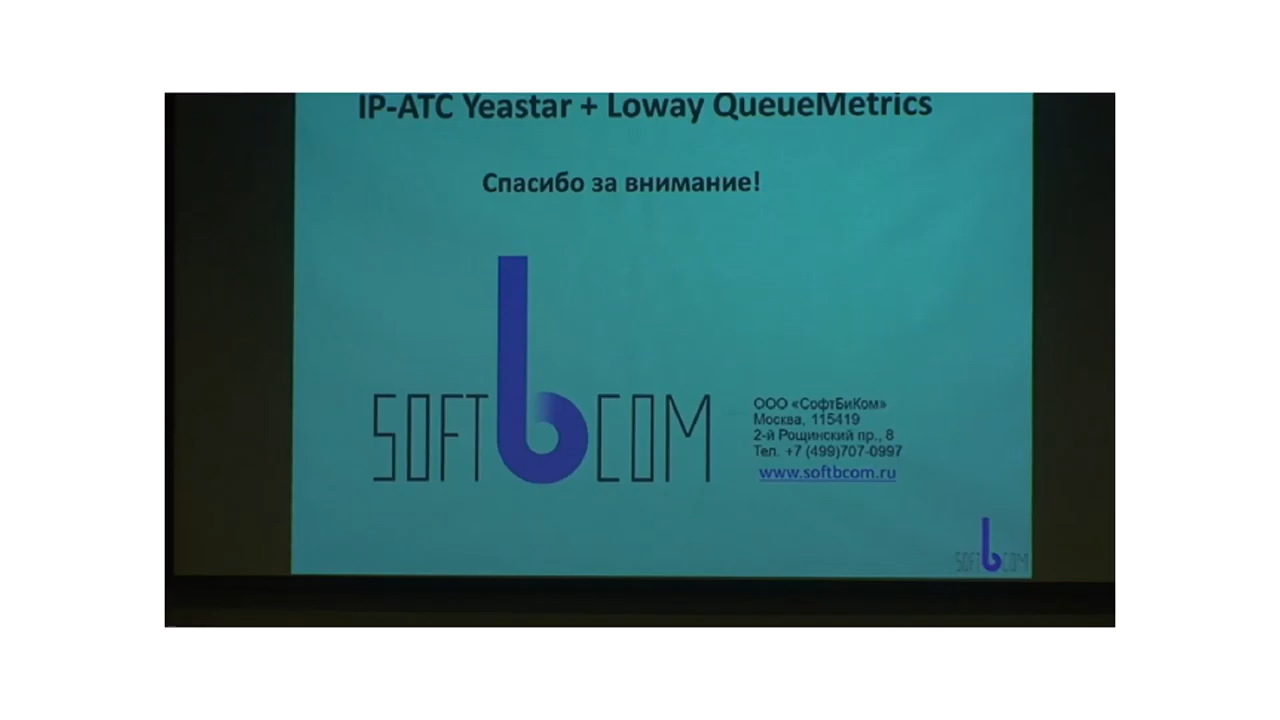 IP-АТС Yeastar + Loway QueueMetrics
Спасибо за внимание!
SOFTBCOM
ООО «СофтБиКом»
Москва, 115419
2-й Рощинский пр., 8
Тел. +7 (499)707-0997
www.softbcom.ru
SOFTBCOM